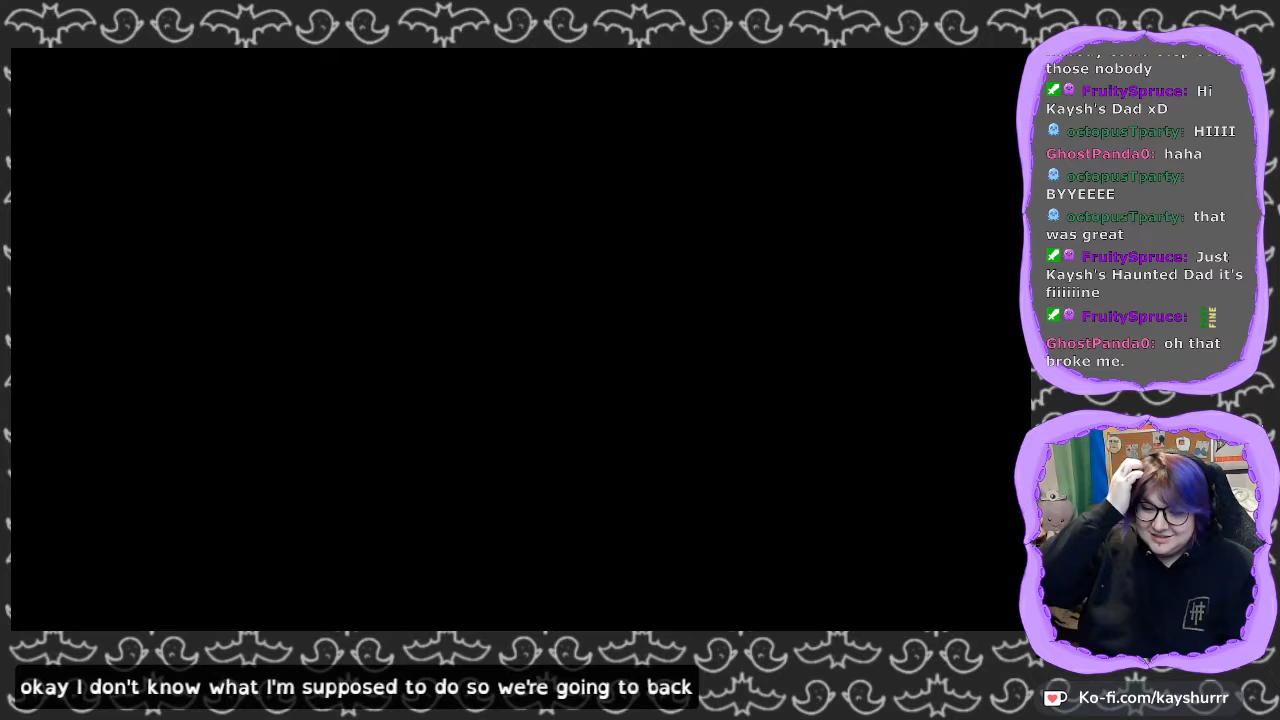 those nobody
FruitySpruce: Hi
Kaysh's Dad xD
octopusTparty: HIIII
GhostPanda0: haha
octopusTparty:
BYYEEEE
octopusTparty: that
was great
FruitySpruce: Just
Kaysh's Haunted Dad it's
fiiiiine
FruitySpruce: FINE
GhostPanda0: oh that
broke me.
okay I don't know what I'm supposed to do so we're going to back
Ko-fi.com/kayshurrr